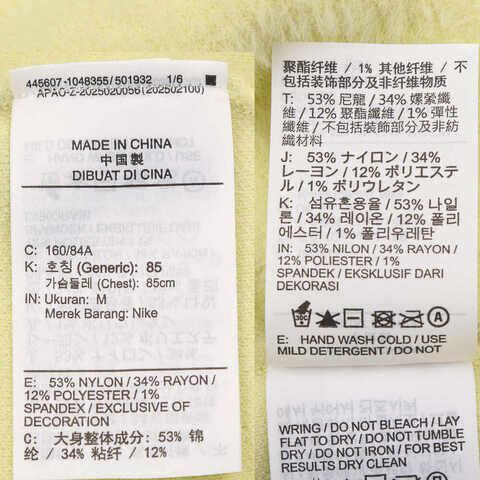 445607-1048355/501932 1/6
APAO-Z-2025020056(202502100)
MADE IN CHINA
中国製
DIBUAT DI CINA
C: 160/84A
K: 호칭 (Generic): 85
가슴둘레 (Chest): 85cm
IN: Ukuran: M
Merek Barang: Nike
E: 53% NYLON / 34% RAYON /
12% POLYESTER / 1%
SPANDEX / EXCLUSIVE OF
DECORATION
C: 大身整体成分: 53% 锦
纶 / 34% 粘纤 / 12%
聚酯纤维 / 1% 其他纤维 / 不
包括装饰部分及非纤维物质
T: 53% 尼龍 / 34% 嫘縈纖
維 / 12% 聚酯纖維 / 1% 彈性
纖維 / 不包括裝飾部分及非紡
織材料
J: 53% ナイロン / 34%
レーヨン / 12% ポリエステ
ル / 1% ポリウレタン
K: 섬유혼용율 / 53% 나일
론 / 34% 레이온 / 12% 폴리
에스터 / 1% 폴리우레탄
IN: 53% NILON / 34% RAYON /
12% POLIESTER / 1%
SPANDEX / EKSKLUSIF DARI
DEKORASI
30C A
E: HAND WASH COLD / USE
MILD DETERGENT / DO NOT
WRING / DO NOT BLEACH / LAY
FLAT TO DRY / DO NOT TUMBLE
DRY / DO NOT IRON / FOR BEST
RESULTS DRY CLEAN